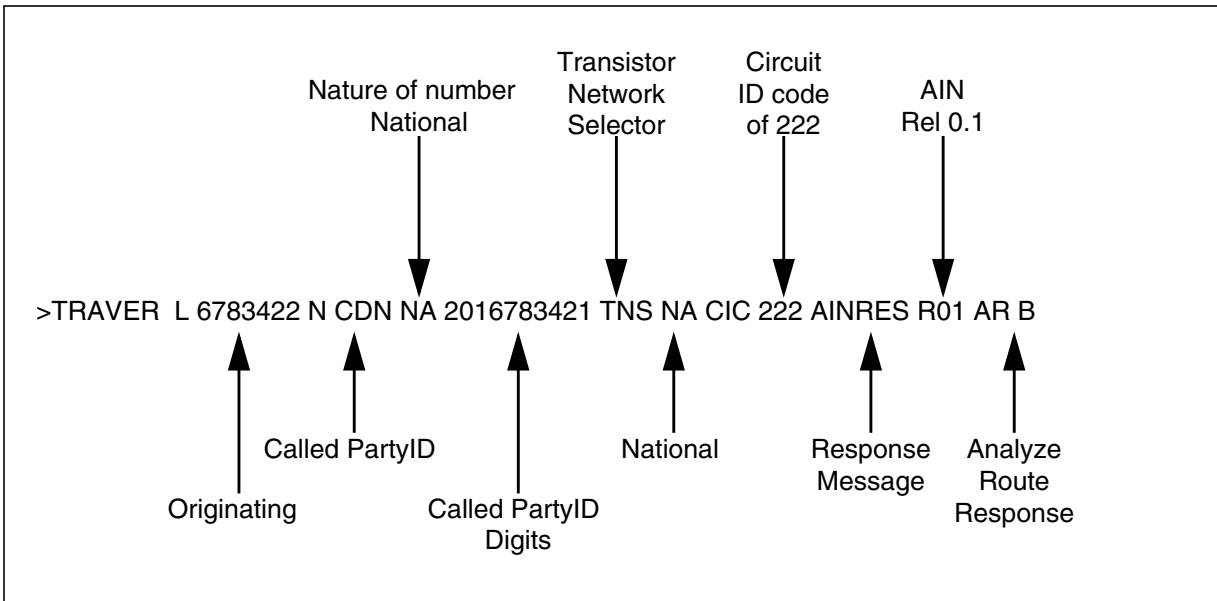 Nature of number
National
Transistor
Network
Selector
Circuit
ID code
of 222
AIN
Rel 0.1
>TRAVER L 6783422 N CDN NA 2016783421 TNS NA CIC 222 AINRES R01 AR B
Originating
Called PartyID
Called PartyID
Digits
National
Response
Message
Analyze
Route
Response